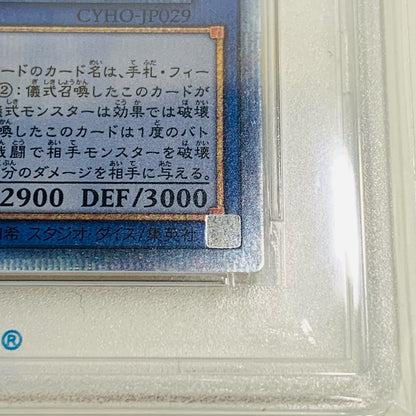 CYHO-JP029
ードのカード名は、手札・フィー
②:儀式召喚したこのカードが
式モンスターは効果では破壊
喚したこのカードは１度のバト
戦闘で相手モンスターを破壊
分のダメージを相手に与える。
2900 DEF/3000
希 スタジオ・ダイス/集英社
®